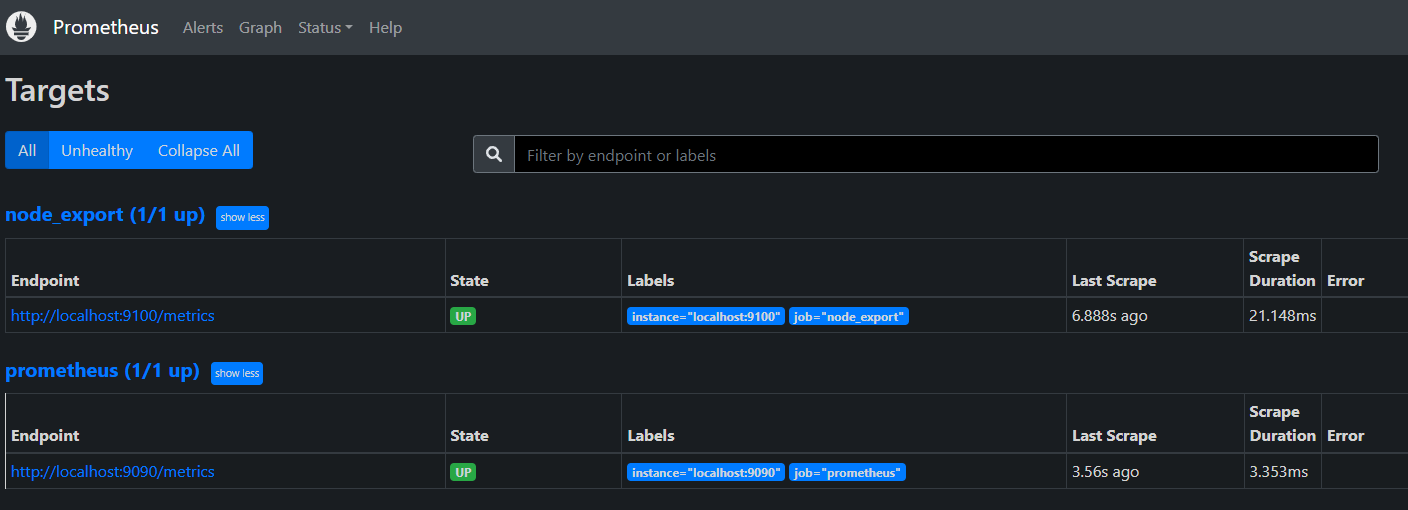 Prometheus Alerts Graph Status Help
Targets
All Unhealthy Collapse All
Filter by endpoint or labels
node_export (1/1 up) show less
Endpoint State Labels Last Scrape Scrape Duration Error
http://localhost:9100/metrics UP instance="localhost:9100" job="node_export" 6.888s ago 21.148ms
prometheus (1/1 up) show less
Endpoint State Labels Last Scrape Scrape Duration Error
http://localhost:9090/metrics UP instance="localhost:9090" job="prometheus" 3.56s ago 3.353ms